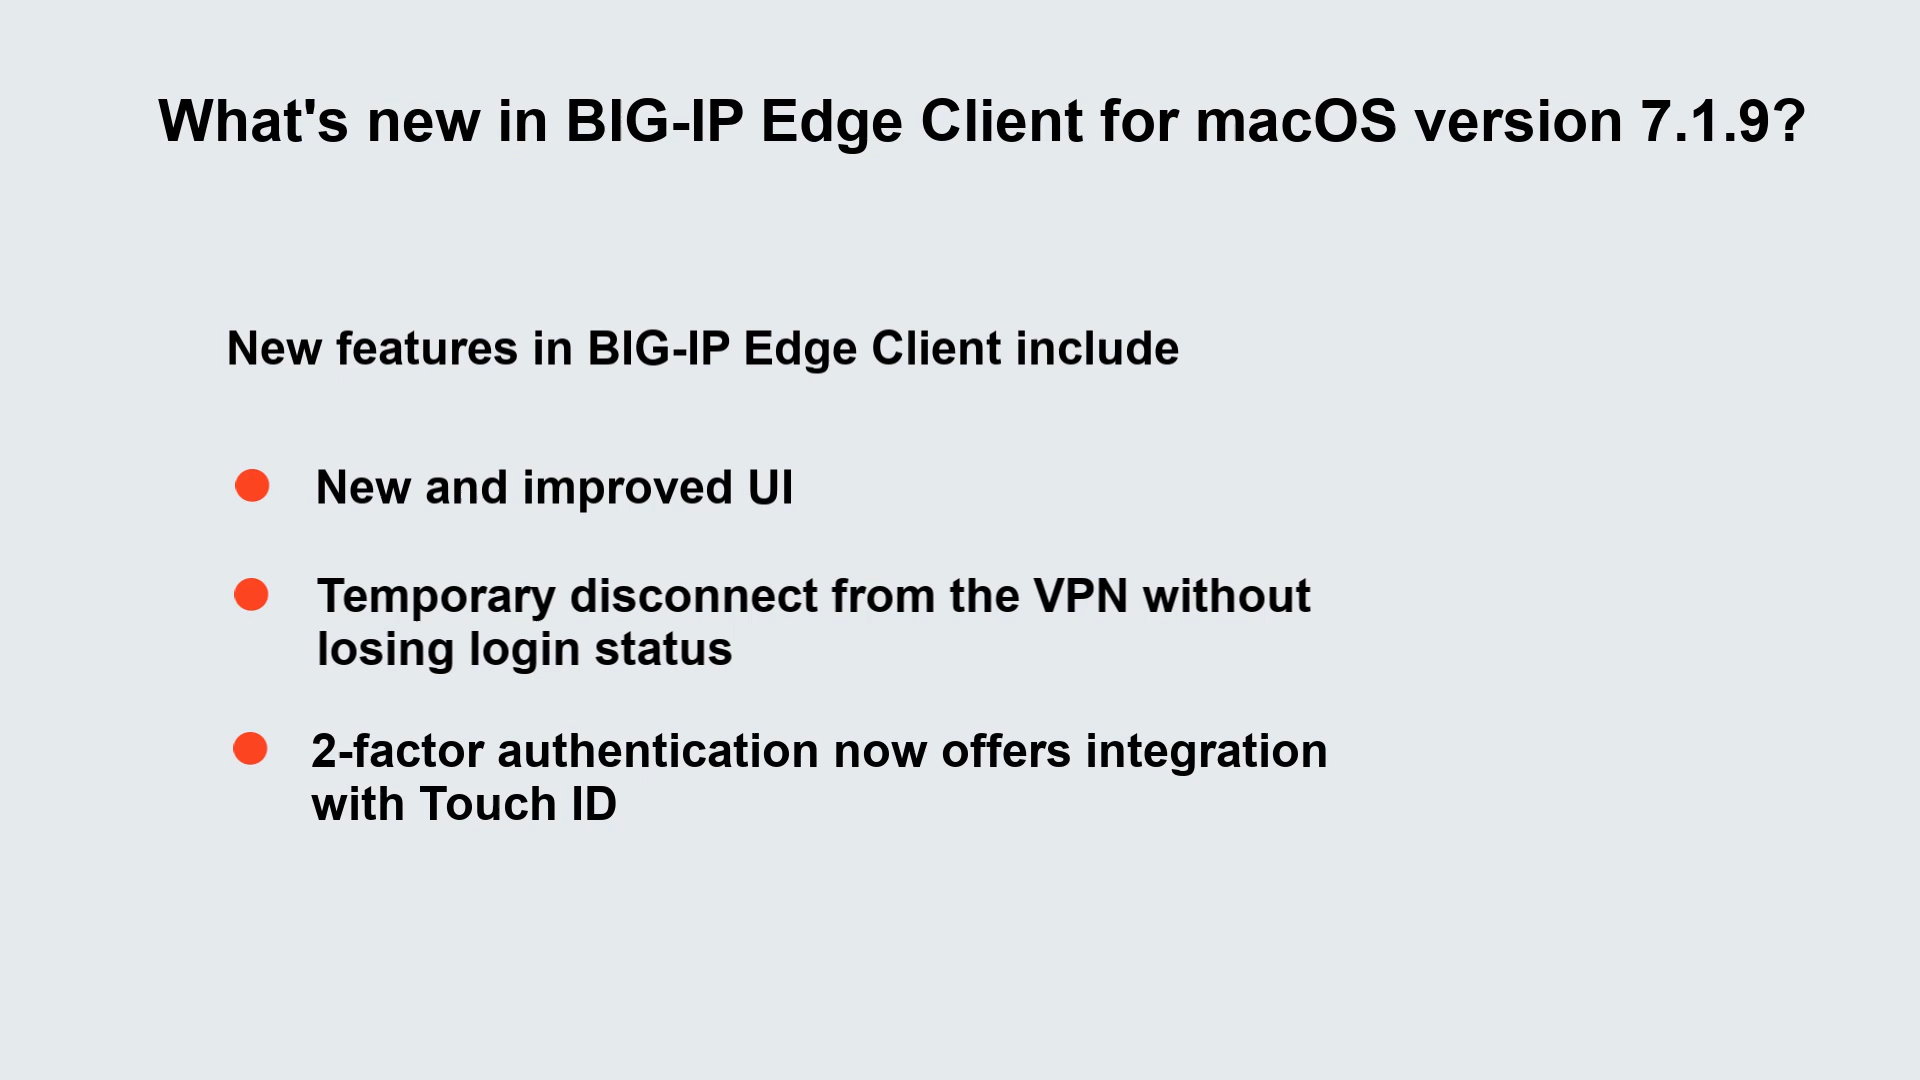 What's new in BIG-IP Edge Client for macOS version 7.1.9?
New features in BIG-IP Edge Client include
New and improved UI
Temporary disconnect from the VPN without
losing login status
2-factor authentication now offers integration
with Touch ID